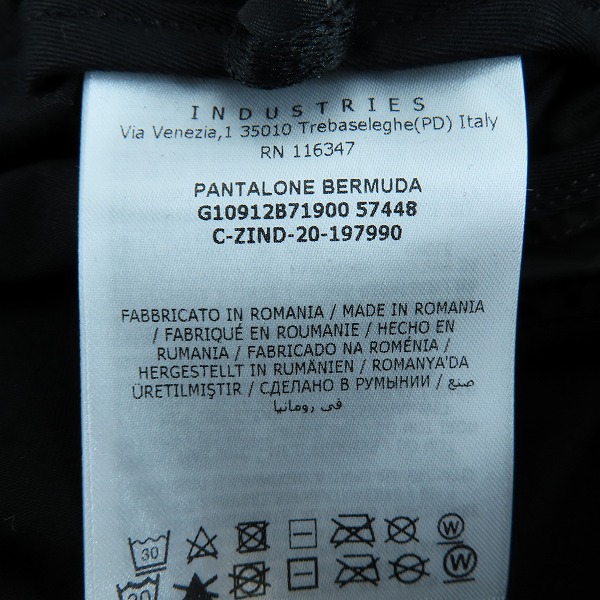 INDUSTRIES
Via Venezia,1 35010 Trebaseleghe(PD) Italy
RN 116347
PANTALONE BERMUDA
G10912B71900 57448
C-ZIND-20-197990
FABBRICATO IN ROMANIA / MADE IN ROMANIA
/ FABRIQUÉ EN ROUMANIE / HECHO EN
RUMANIA / FABRICADO NA ROMÉNIA /
HERGESTELLT IN RUMÄNIEN / ROMANYA'DA
ÜRETILMIŞTIR / СДЕЛАНО В РУМЫНИИ / صنع
في رومانيا
30 W
30 W